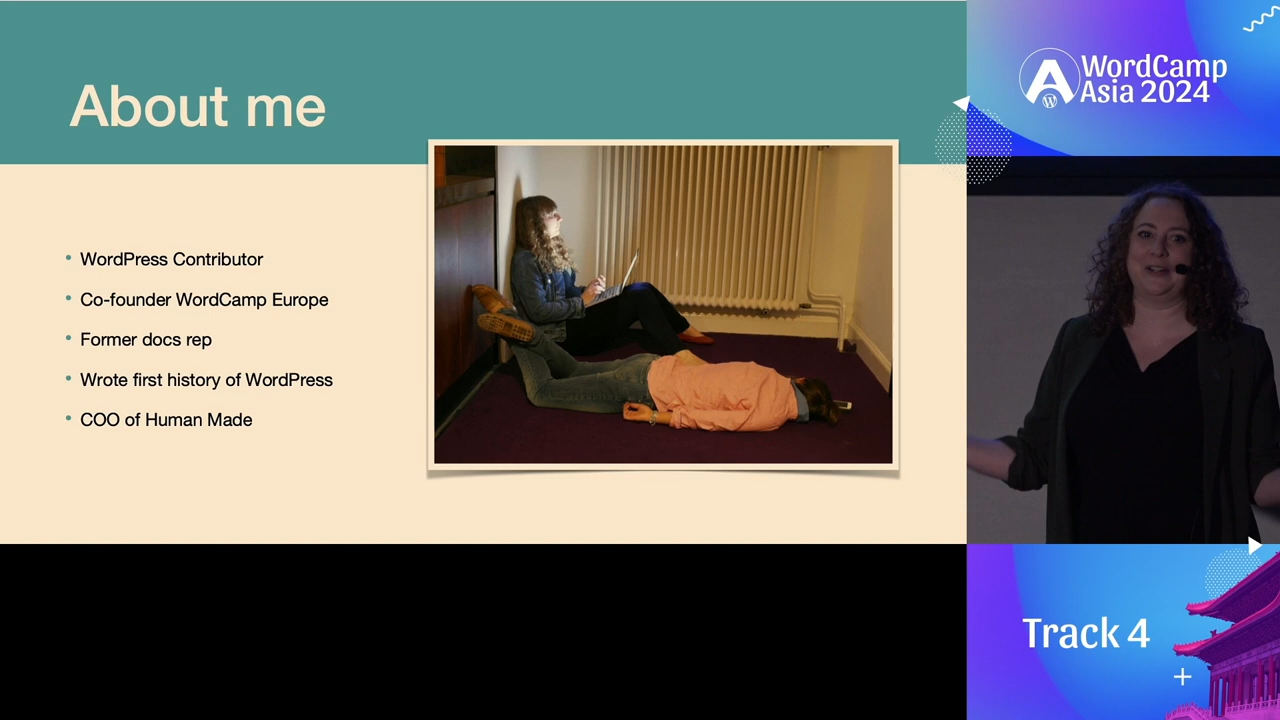 About me
WordPress Contributor
Co-founder WordCamp Europe
Former docs rep
Wrote first history of WordPress
COO of Human Made
WordCamp
Asia 2024
Track 4